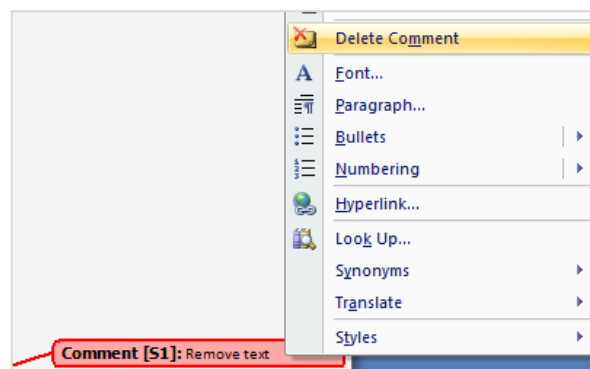 Delete Comment
Font...
Paragraph...
Bullets
Numbering
Hyperlink...
Look Up...
Synonyms
Translate
Styles
Comment [S1]: Remove text